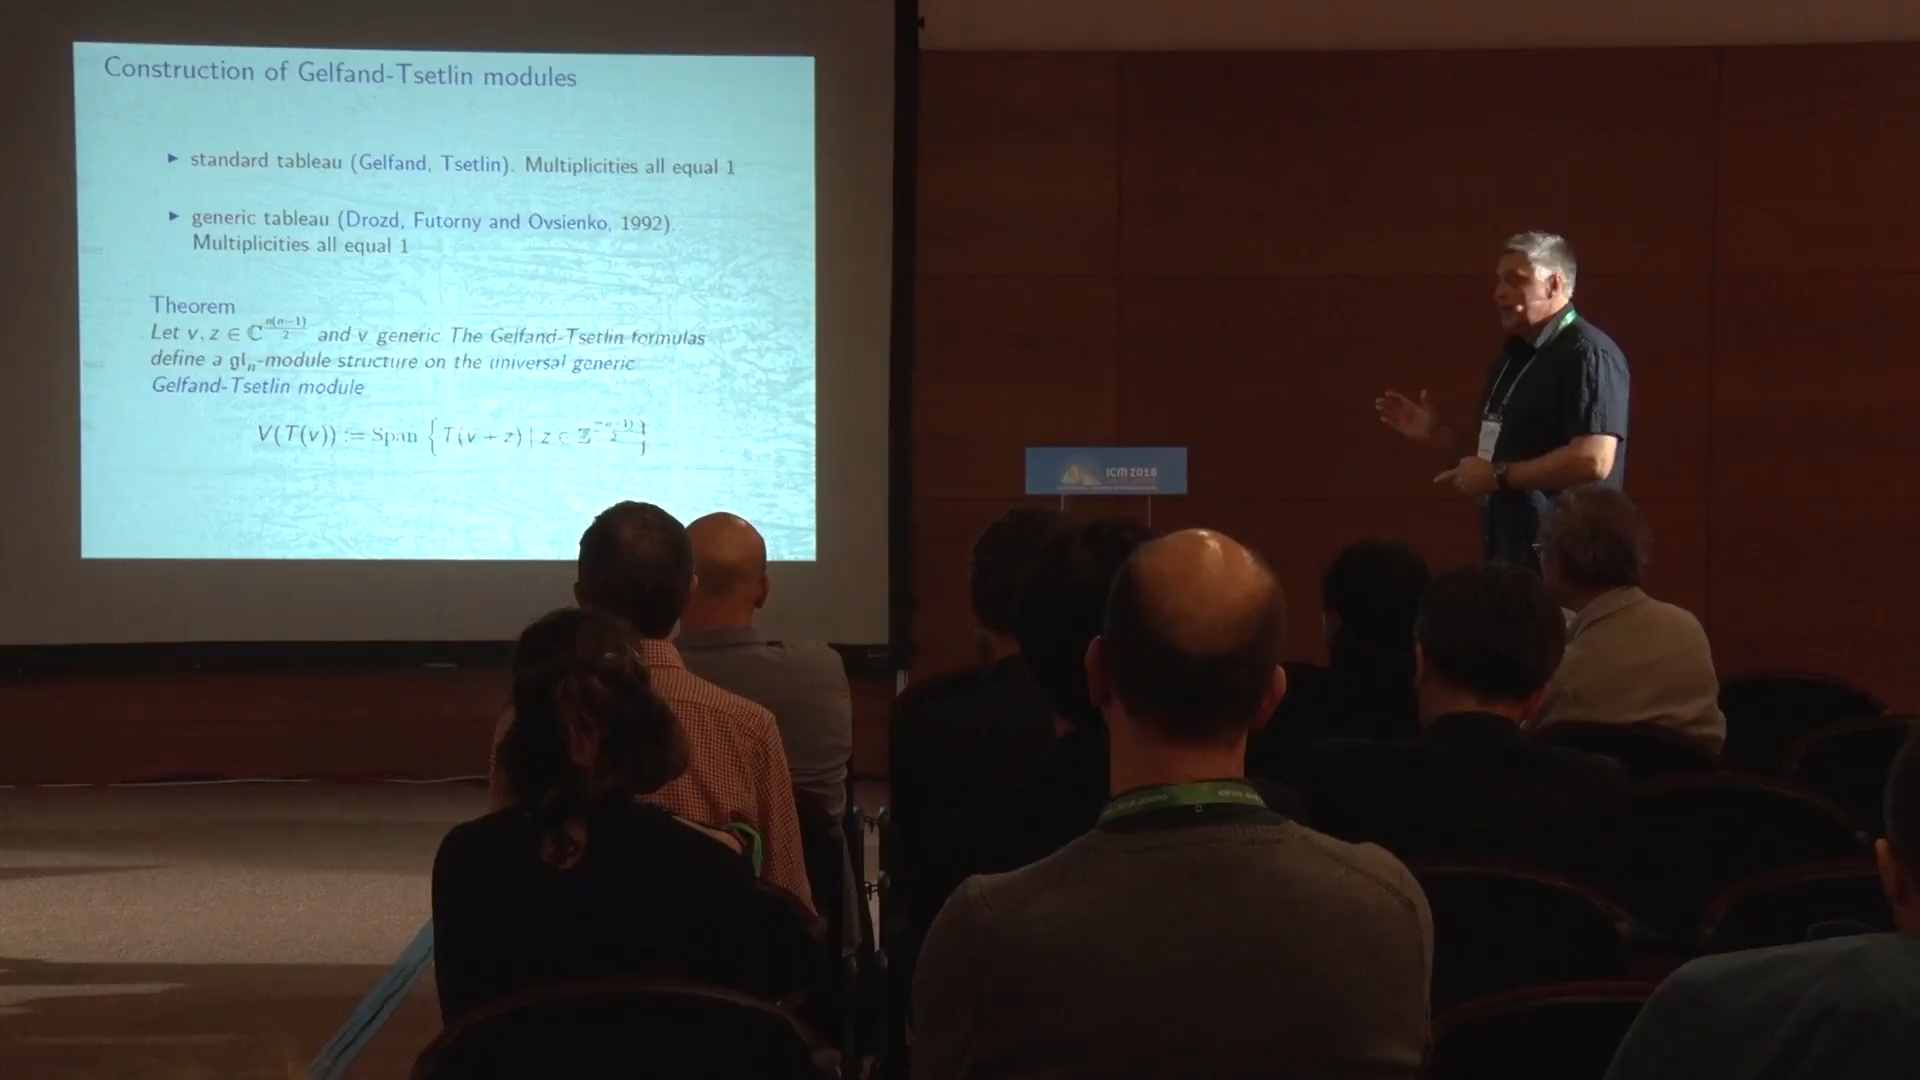 Construction of Gelfand-Tsetlin modules
► standard tableau (Gelfand, Tsetlin). Multiplicities all equal 1
► generic tableau (Drozd, Futorny and Ovsienko, 1992).
Multiplicities all equal 1
Theorem
Let v, z ∈ ℂ^{n(n−1)/2} and v generic The Gelfand-Tsetlin formulas
define a 𝔤𝔩ₙ-module structure on the universal generic
Gelfand-Tsetlin module
V(T(v)) := Span { T(v + z) | z ∈ ℤ^{n(n−1)/2} }
ICM 2018